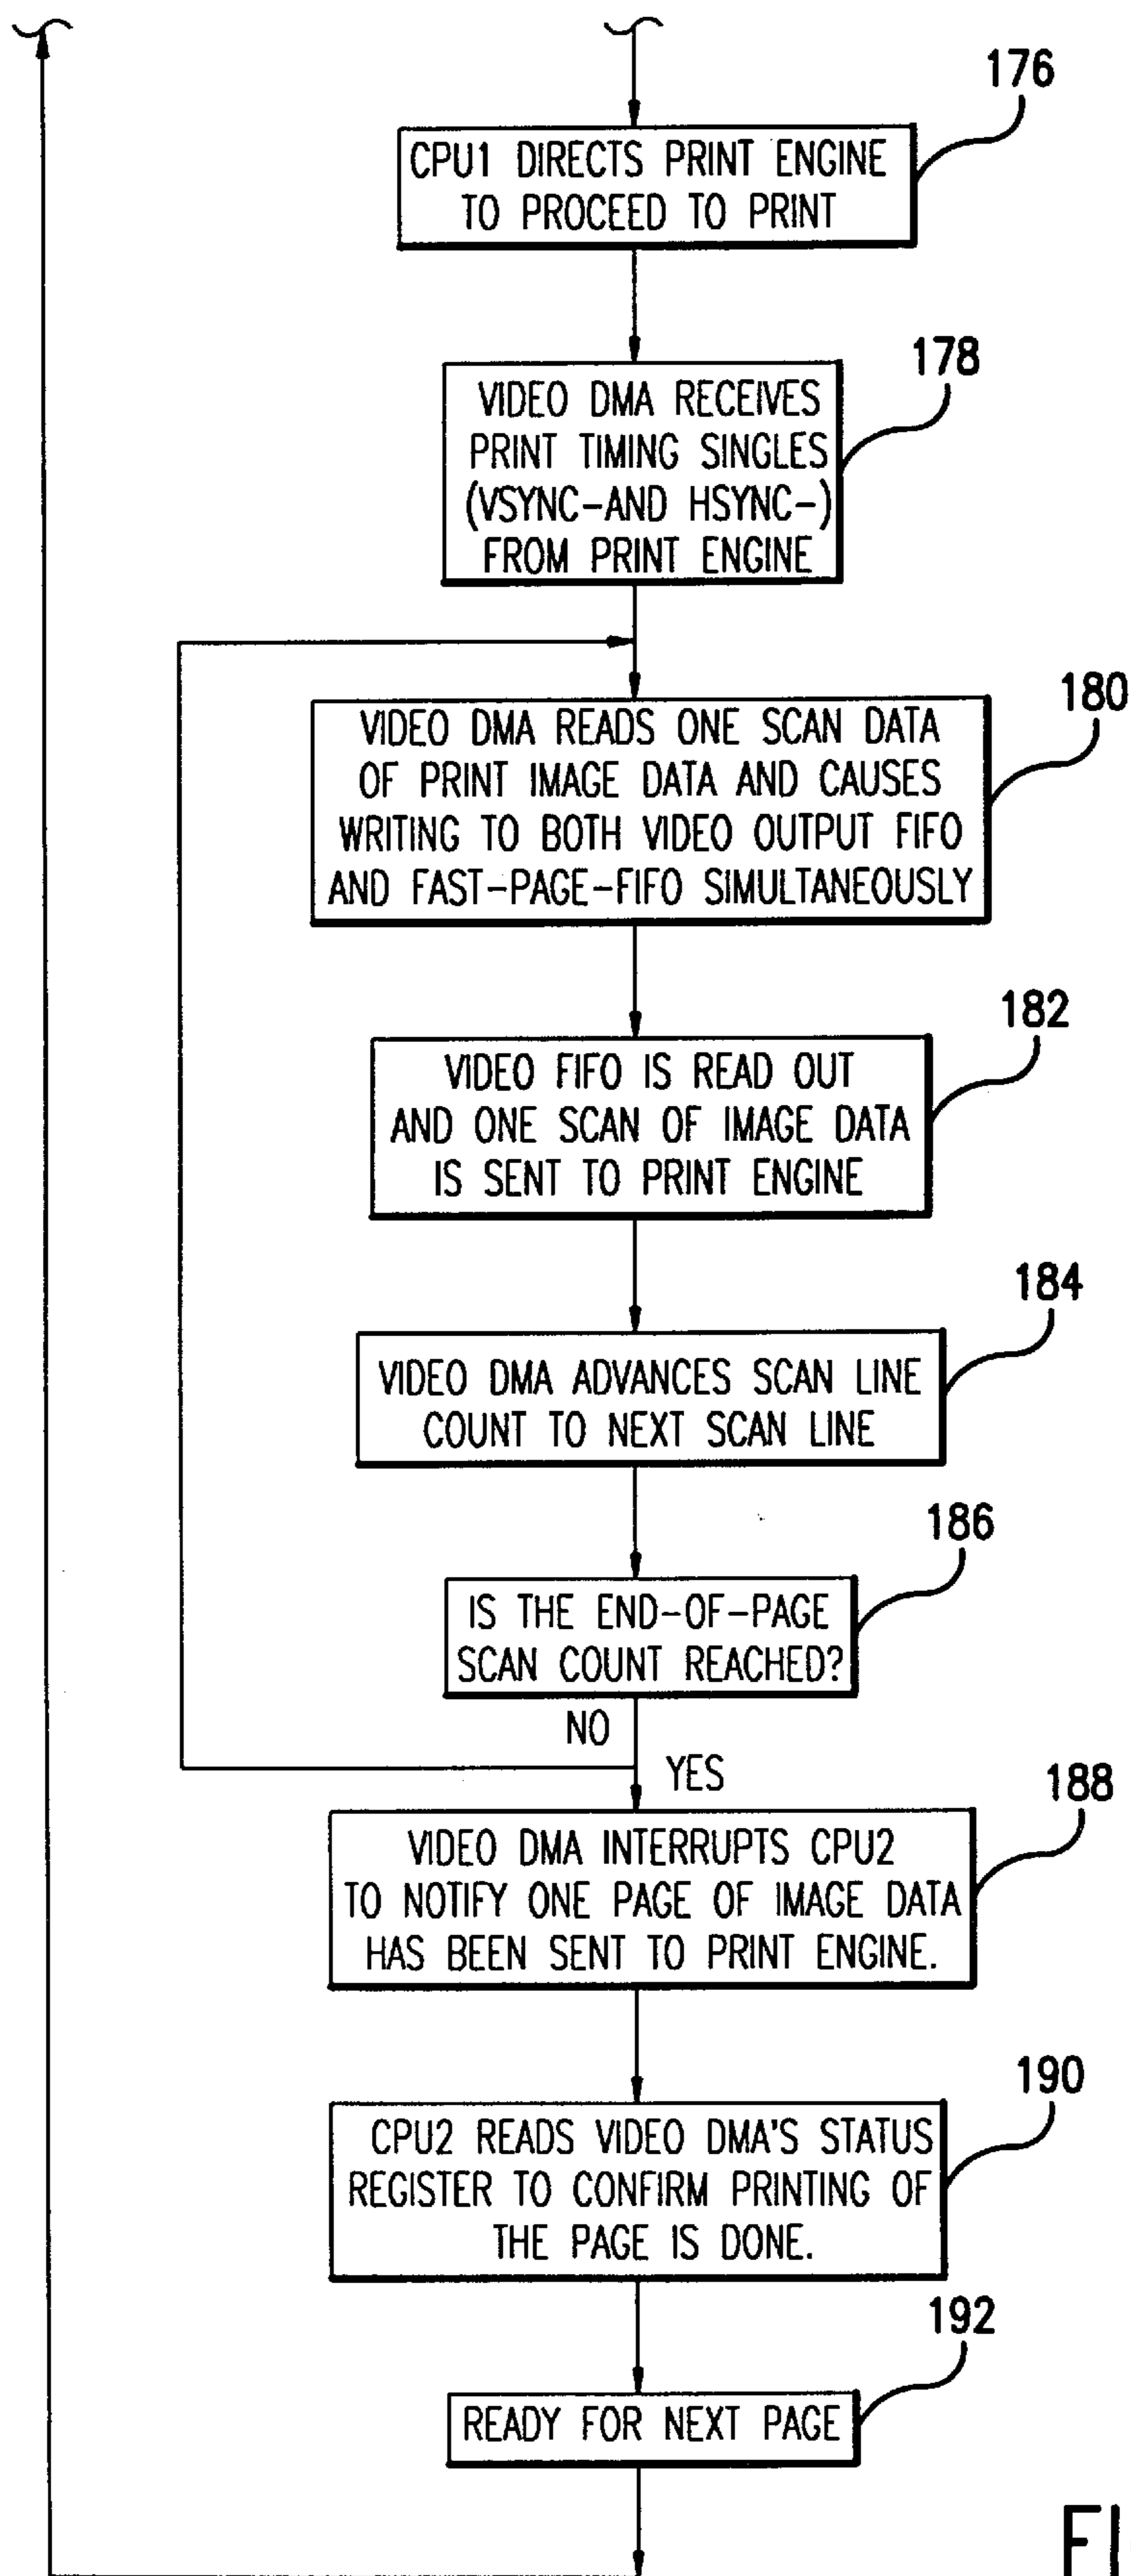 176
CPU1 DIRECTS PRINT ENGINE
TO PROCEED TO PRINT
178
VIDEO DMA RECEIVES
PRINT TIMING SINGLES
(VSYNC-AND HSYNC-)
FROM PRINT ENGINE
180
VIDEO DMA READS ONE SCAN DATA
OF PRINT IMAGE DATA AND CAUSES
WRITING TO BOTH VIDEO OUTPUT FIFO
AND FAST-PAGE-FIFO SIMULTANEOUSLY
182
VIDEO FIFO IS READ OUT
AND ONE SCAN OF IMAGE DATA
IS SENT TO PRINT ENGINE
184
VIDEO DMA ADVANCES SCAN LINE
COUNT TO NEXT SCAN LINE
186
IS THE END-OF-PAGE
SCAN COUNT REACHED?
NO
YES
188
VIDEO DMA INTERRUPTS CPU2
TO NOTIFY ONE PAGE OF IMAGE DATA
HAS BEEN SENT TO PRINT ENGINE.
190
CPU2 READS VIDEO DMA'S STATUS
REGISTER TO CONFIRM PRINTING OF
THE PAGE IS DONE.
192
READY FOR NEXT PAGE